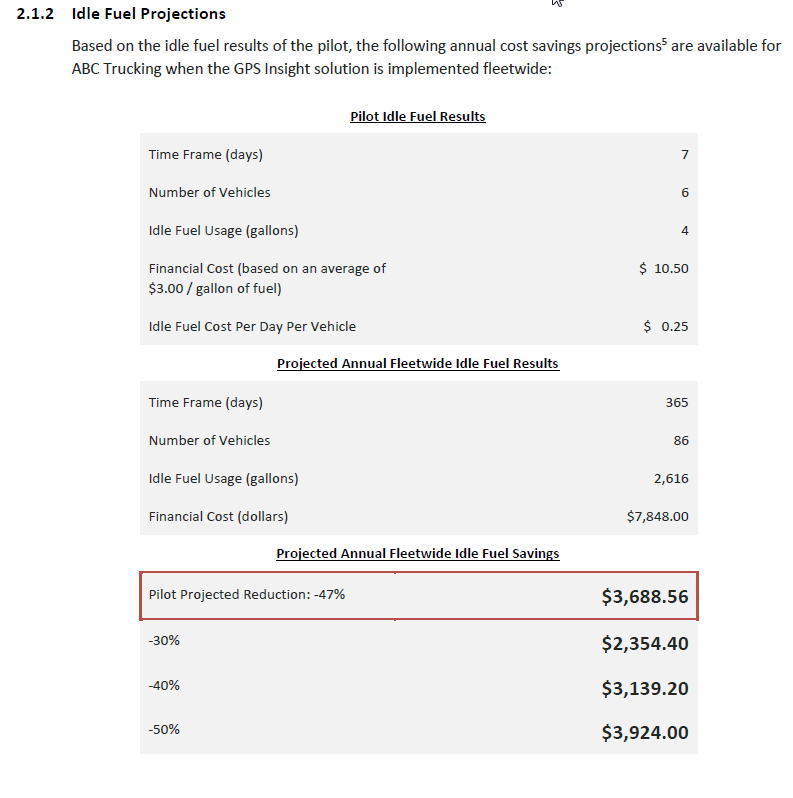 2.1.2 Idle Fuel Projections
Based on the idle fuel results of the pilot, the following annual cost savings projections⁵ are available for
ABC Trucking when the GPS Insight solution is implemented fleetwide:
Pilot Idle Fuel Results
Time Frame (days) 7
Number of Vehicles 6
Idle Fuel Usage (gallons) 4
Financial Cost (based on an average of $ 10.50
$3.00 / gallon of fuel)
Idle Fuel Cost Per Day Per Vehicle $ 0.25
Projected Annual Fleetwide Idle Fuel Results
Time Frame (days) 365
Number of Vehicles 86
Idle Fuel Usage (gallons) 2,616
Financial Cost (dollars) $7,848.00
Projected Annual Fleetwide Idle Fuel Savings
Pilot Projected Reduction: -47% $3,688.56
-30% $2,354.40
-40% $3,139.20
-50% $3,924.00